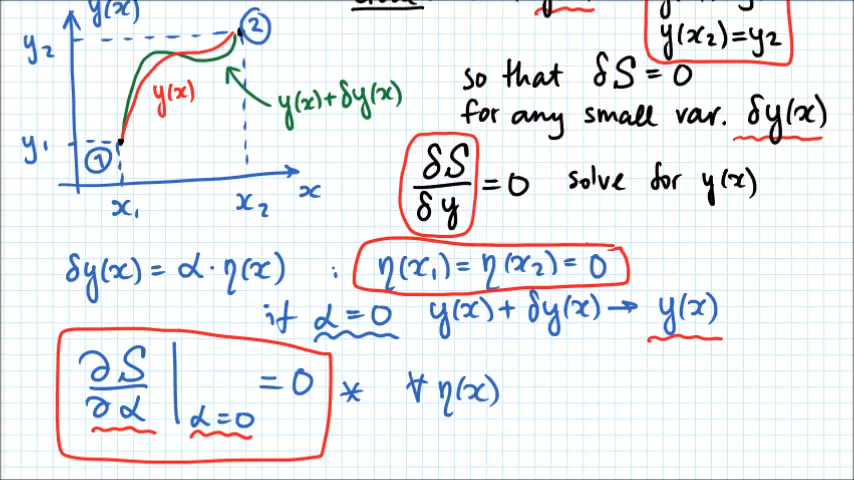 y(x)
y(x₂)=y₂
y₂
②
so that δS = 0
y(x)
y(x)+δy(x)
for any small var. δy(x)
y₁
①
δS/δy = 0 solve for y(x)
x₁ x₂ x
δy(x) = α·η(x) : η(x₁) = η(x₂) = 0
if α=0 y(x) + δy(x) → y(x)
∂S/∂α |α=0 = 0 * ∀ η(x)